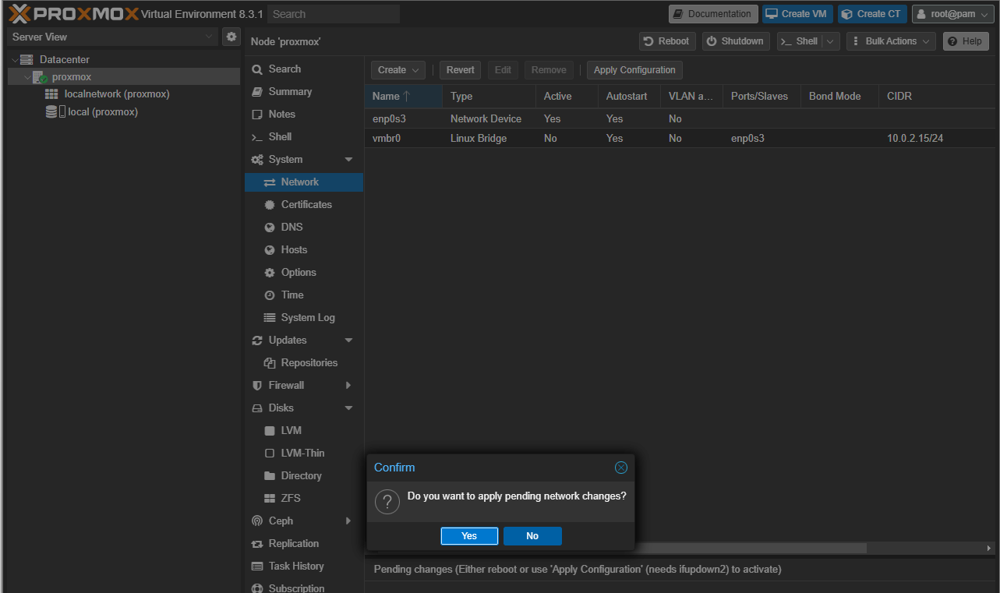 PROXMOX Virtual Environment 8.3.1 Search Documentation Create VM Create CT root@pam
Server View
Datacenter
proxmox
localnetwork (proxmox)
local (proxmox)
Node 'proxmox' Reboot Shutdown >_ Shell Bulk Actions Help
Search
Summary
Notes
>_ Shell
System
Network
Certificates
DNS
Hosts
Options
Time
System Log
Updates
Repositories
Firewall
Disks
LVM
LVM-Thin
Directory
ZFS
Ceph
Replication
Task History
Subscription
Create Revert Edit Remove Apply Configuration
Name ↑ Type Active Autostart VLAN a... Ports/Slaves Bond Mode CIDR
enp0s3 Network Device Yes Yes No
vmbr0 Linux Bridge No Yes No enp0s3 10.0.2.15/24
Confirm
? Do you want to apply pending network changes?
Yes No
Pending changes (Either reboot or use 'Apply Configuration' (needs ifupdown2) to activate)